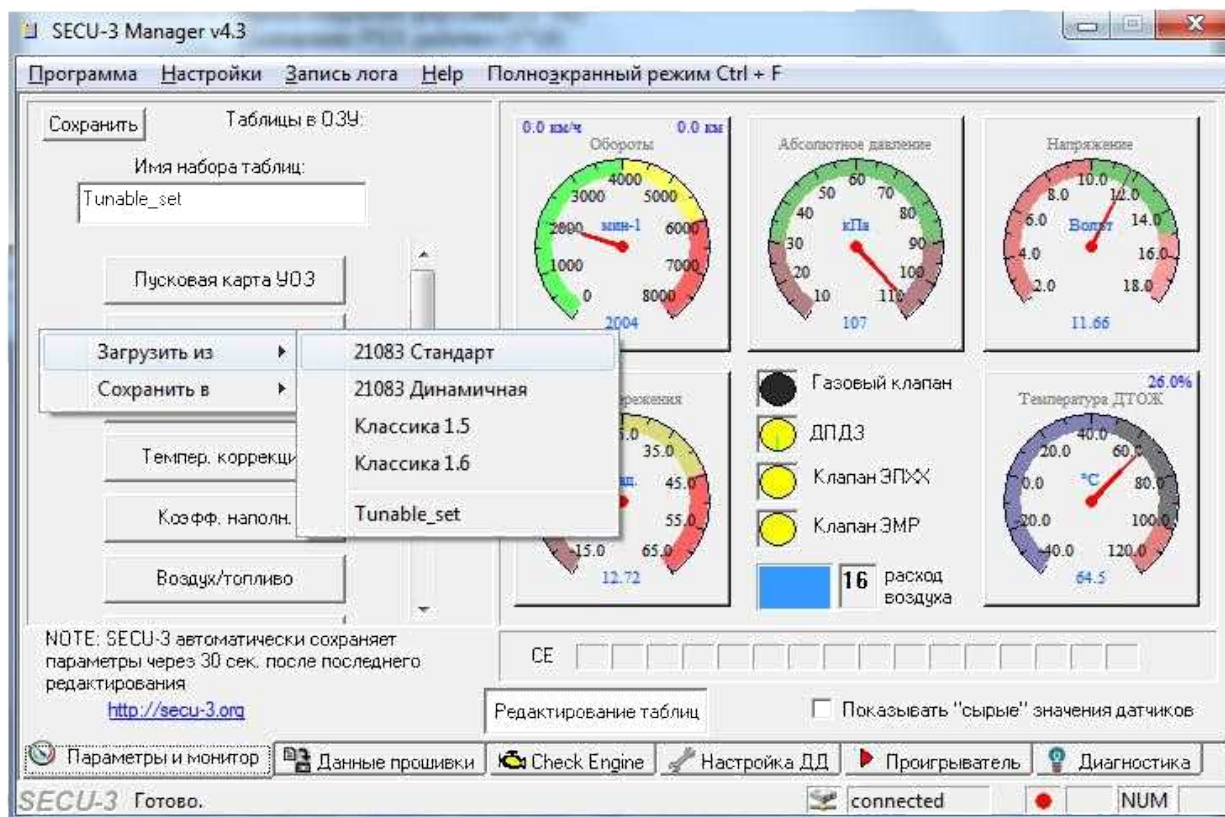 SECU-3 Manager v4.3
Программа Настройки Запись лога Help Полноэкранный режим Ctrl + F
Сохранить
Таблицы в ОЗУ:
Имя набора таблиц:
Tunable_set
Пусковая карта УОЗ
Загрузить из
Сохранить в
21083 Стандарт
21083 Динамичная
Классика 1.5
Классика 1.6
Tunable_set
Темпер. коррекци
Коэфф. наполн.
Воздух/топливо
NOTE: SECU-3 автоматически сохраняет
параметры через 30 сек. после последнего
редактирования
http://secu-3.org
0.0 км/ч 0.0 км
Обороты
0 1000 2000 3000 4000 5000 6000 7000 8000
мин-1
2004
Абсолютное давление
10 20 30 40 50 60 70 80 90 100 110
кПа
107
Напряжение
2.0 4.0 6.0 8.0 10.0 12.0 14.0 16.0 18.0
Вольт
11.66
35.0 45.0 55.0 65.0
-15.0
12.72
Газовый клапан
ДПДЗ
Клапан ЭПХХ
Клапан ЭМР
16 расход
воздуха
26.0%
Температура ДТОЖ
-40.0 -20.0 0.0 20.0 40.0 60.0 80.0 100.0 120.0
°C
64.5
CE
Редактирование таблиц
Показывать "сырые" значения датчиков
Параметры и монитор Данные прошивки Check Engine Настройка ДД Проигрыватель Диагностика
SECU-3 Готово. connected NUM